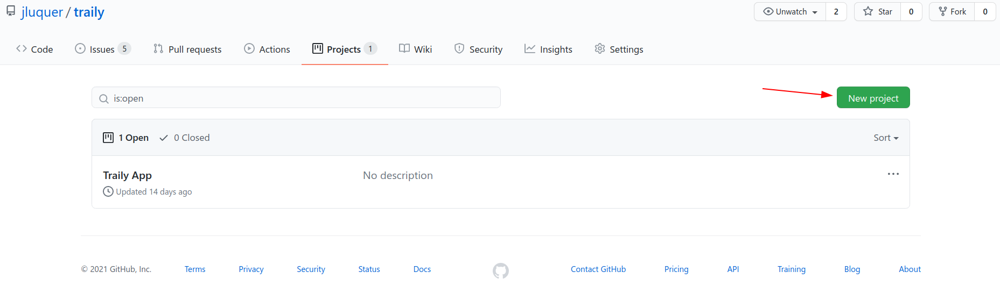 jluquer / traily
Unwatch 2 Star 0 Fork 0
Code Issues 5 Pull requests Actions Projects 1 Wiki Security Insights Settings
is:open
New project
1 Open 0 Closed Sort
Traily App No description
Updated 14 days ago
© 2021 GitHub, Inc. Terms Privacy Security Status Docs Contact GitHub Pricing API Training Blog About